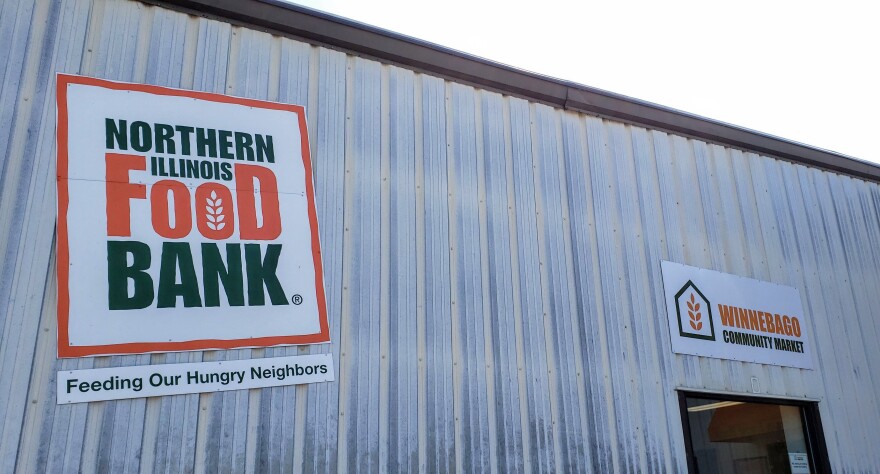 NORTHERN
ILLINOIS
FOOD
BANK®
Feeding Our Hungry Neighbors
WINNEBAGO
COMMUNITY MARKET